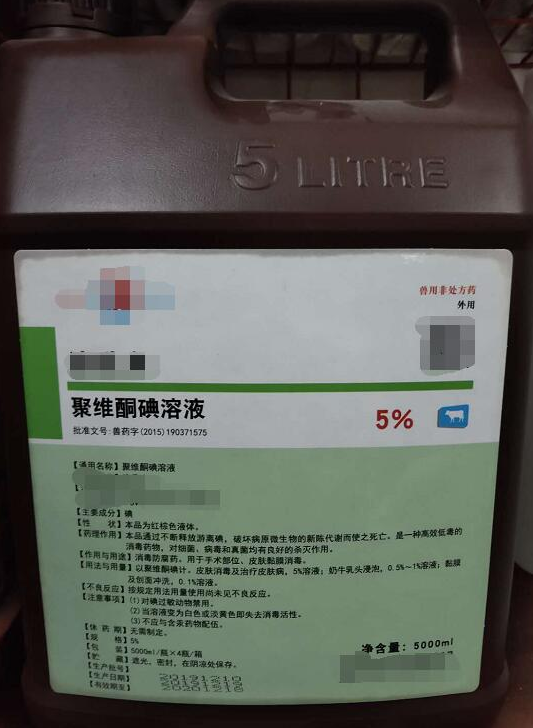 5 LITRE
兽用非处方药
外用
聚维酮碘溶液
5%
批准文号:兽药字(2015)190371575
【通用名称】聚维酮碘溶液
【主要成分】碘
【性　　状】本品为红棕色液体。
【药理作用】本品通过不断释放游离碘，破坏病原微生物的新陈代谢而使之死亡。是一种高效低毒的
消毒药物，对细菌、病毒和真菌均有良好的杀灭作用。
【作用与用途】消毒防腐药。用于手术部位、皮肤黏膜消毒。
【用法与用量】以聚维酮碘计。皮肤消毒及治疗皮肤病，5%溶液；奶牛乳头浸泡，0.5%~1%溶液；黏膜
及创面冲洗，0.1%溶液。
【不良反应】按规定用法用量使用尚未见不良反应。
【注意事项】(1)对碘过敏动物禁用。
(2)当溶液变为白色或淡黄色即失去消毒活性。
(3)不应与含汞药物配伍。
【休 药 期】无需制定。
【规　　格】5%
【包　　装】5000ml/瓶×4瓶/箱
【贮　　藏】遮光，密封，在阴凉处保存。
【生产批号】
【生产日期】
【有效期至】
净含量：5000ml